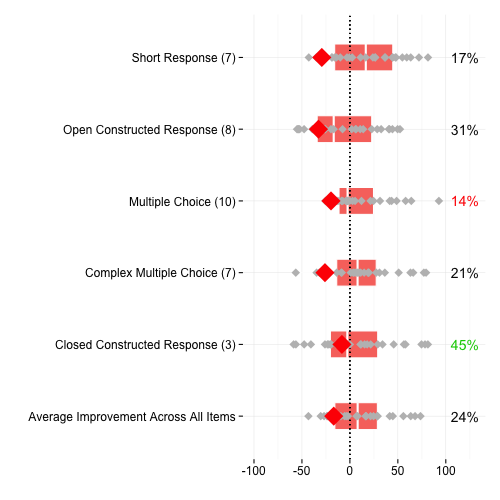 Short Response (7) 17%
Open Constructed Response (8) 31%
Multiple Choice (10) 14%
Complex Multiple Choice (7) 21%
Closed Constructed Response (3) 45%
Average Improvement Across All Items 24%
-100 -50 0 50 100